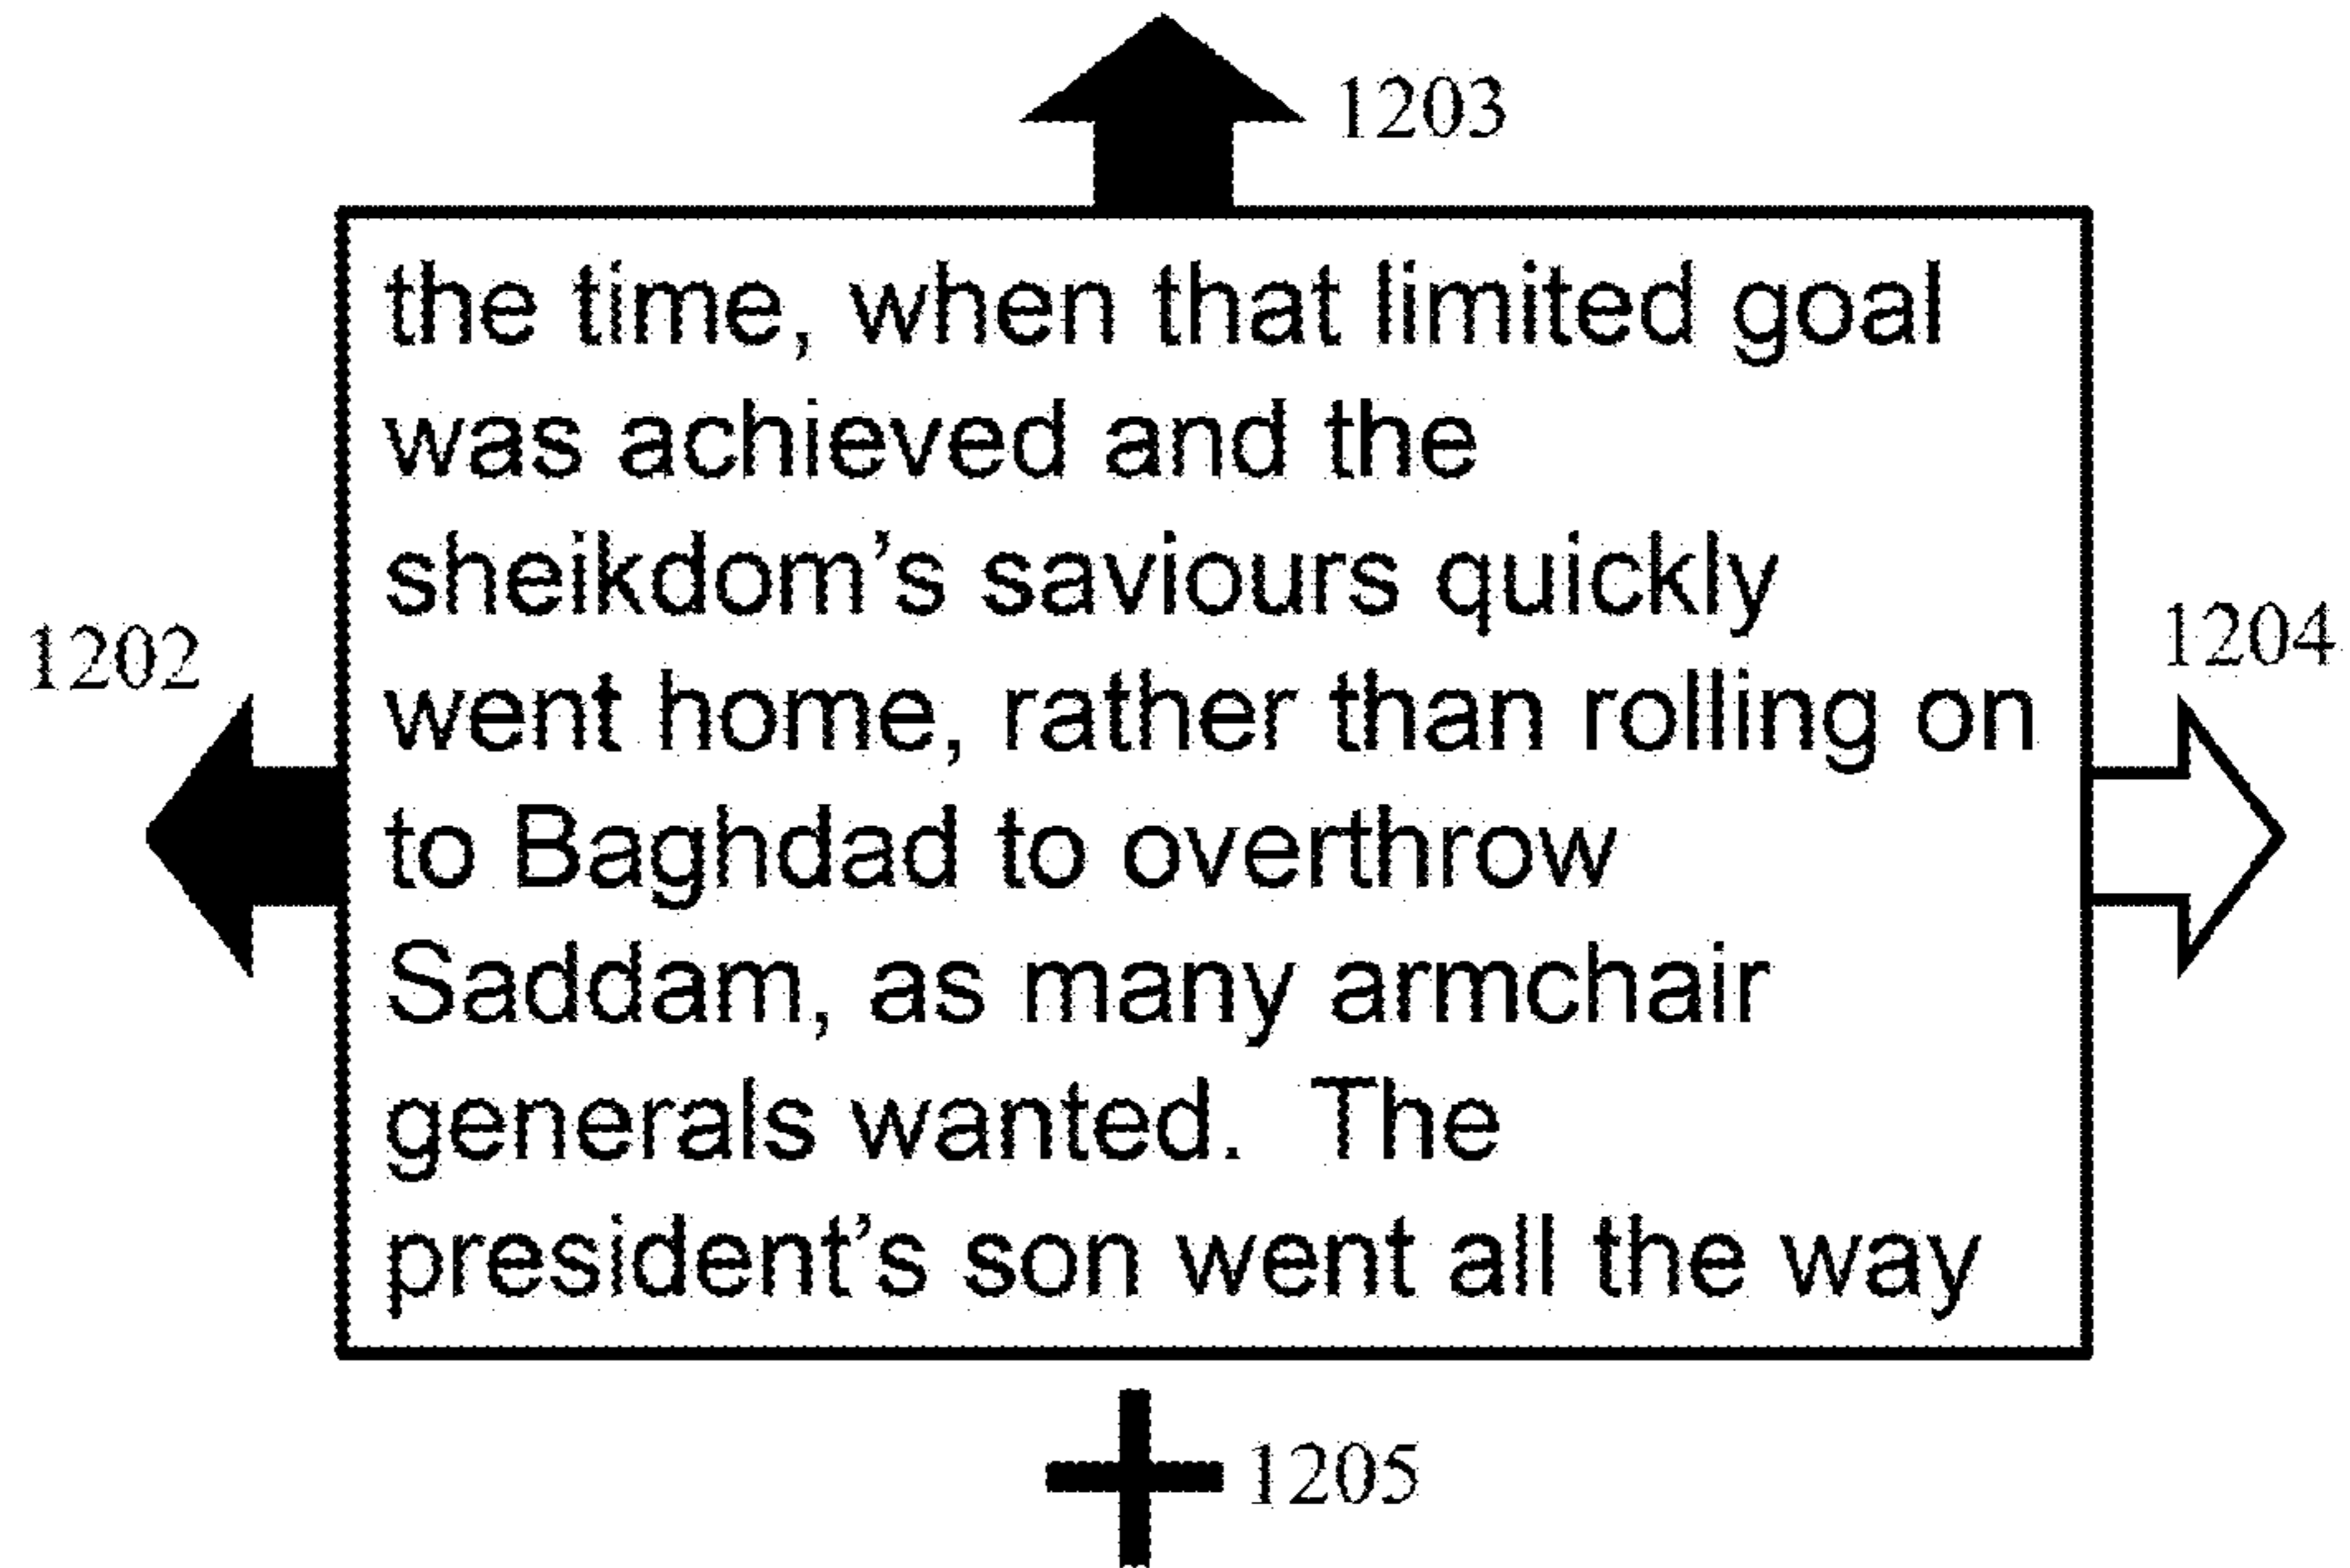 1203
the time, when that limited goal
was achieved and the
sheikdom’s saviours quickly
1202
1204
went home, rather than rolling on
to Baghdad to overthrow
Saddam, as many armchair
generals wanted.  The
president’s son went all the way
1205